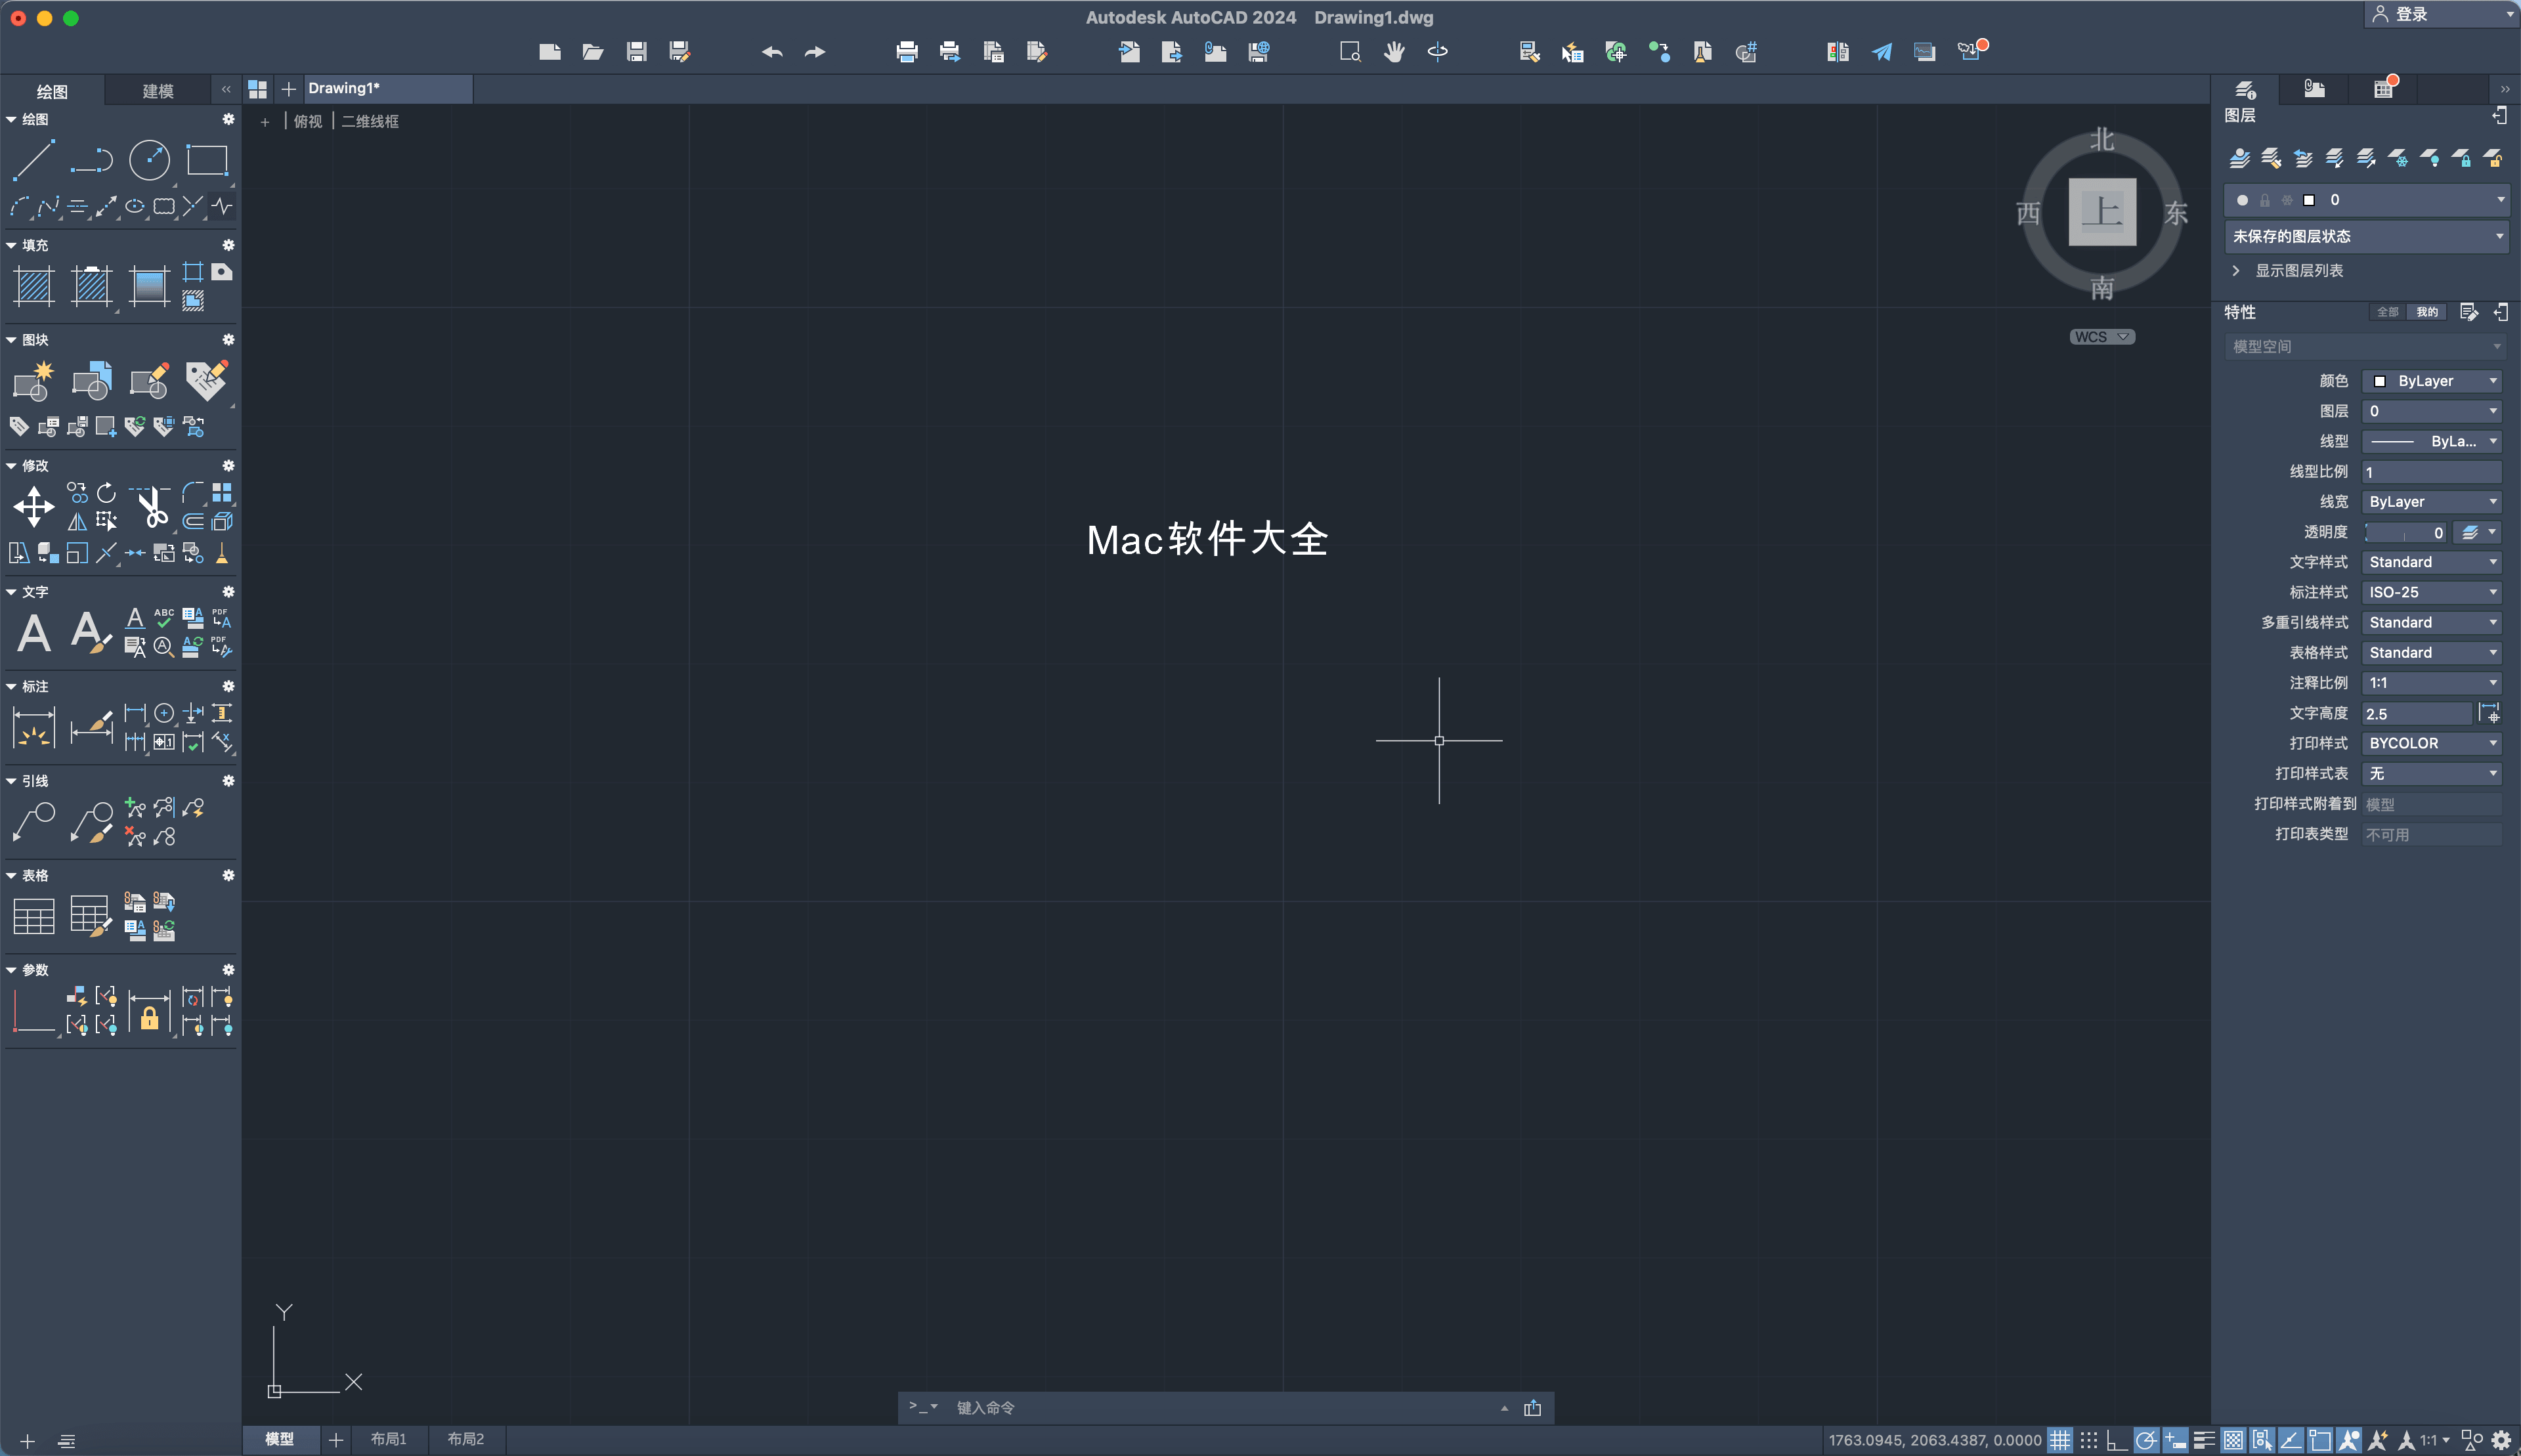 Autodesk AutoCAD 2024 Drawing1.dwg
登录
绘图 建模
Drawing1*
绘图
填充
图块
修改
文字
ABC
A
PDF
A
A
A
A
PDF
标注
引线
表格
参数
俯视 二维线框
北
西 上 东
南
WCS
Mac软件大全
Y
X
>_ 键入命令
模型 布局1 布局2
1763.0945, 2063.4387, 0.0000
1:1
图层
0
未保存的图层状态
显示图层列表
特性 全部 我的
模型空间
颜色 ByLayer
图层 0
线型 ByLa...
线型比例 1
线宽 ByLayer
透明度 0
文字样式 Standard
标注样式 ISO-25
多重引线样式 Standard
表格样式 Standard
注释比例 1:1
文字高度 2.5
打印样式 BYCOLOR
打印样式表 无
打印样式附着到 模型
打印表类型 不可用